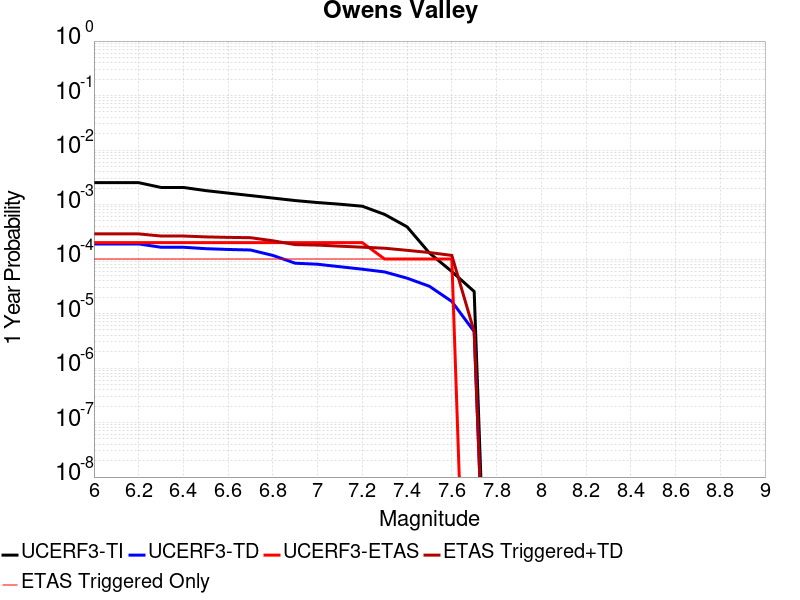 Owens Valley
1 Year Probability
10^0
10^-1
10^-2
10^-3
10^-4
10^-5
10^-6
10^-7
10^-8
6 6.2 6.4 6.6 6.8 7 7.2 7.4 7.6 7.8 8 8.2 8.4 8.6 8.8 9
Magnitude
UCERF3-TI UCERF3-TD UCERF3-ETAS ETAS Triggered+TD
ETAS Triggered Only